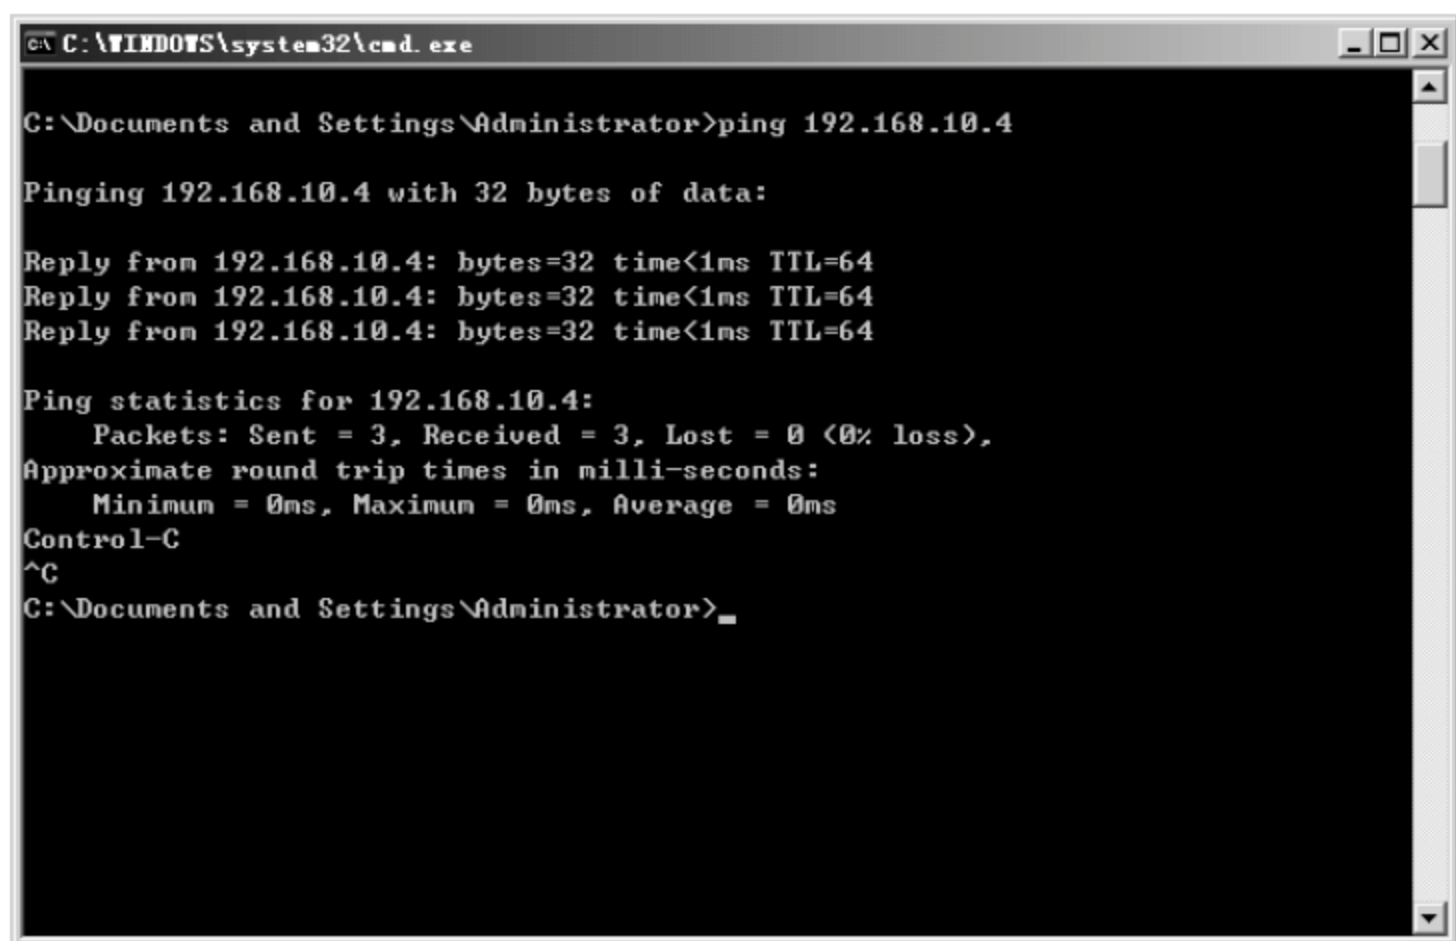 C:\WINDOWS\system32\cmd.exe
C:\Documents and Settings\Administrator>ping 192.168.10.4
Pinging 192.168.10.4 with 32 bytes of data:
Reply from 192.168.10.4: bytes=32 time<1ms TTL=64
Reply from 192.168.10.4: bytes=32 time<1ms TTL=64
Reply from 192.168.10.4: bytes=32 time<1ms TTL=64
Ping statistics for 192.168.10.4:
    Packets: Sent = 3, Received = 3, Lost = 0 (0% loss),
Approximate round trip times in milli-seconds:
    Minimum = 0ms, Maximum = 0ms, Average = 0ms
Control-C
^C
C:\Documents and Settings\Administrator>_